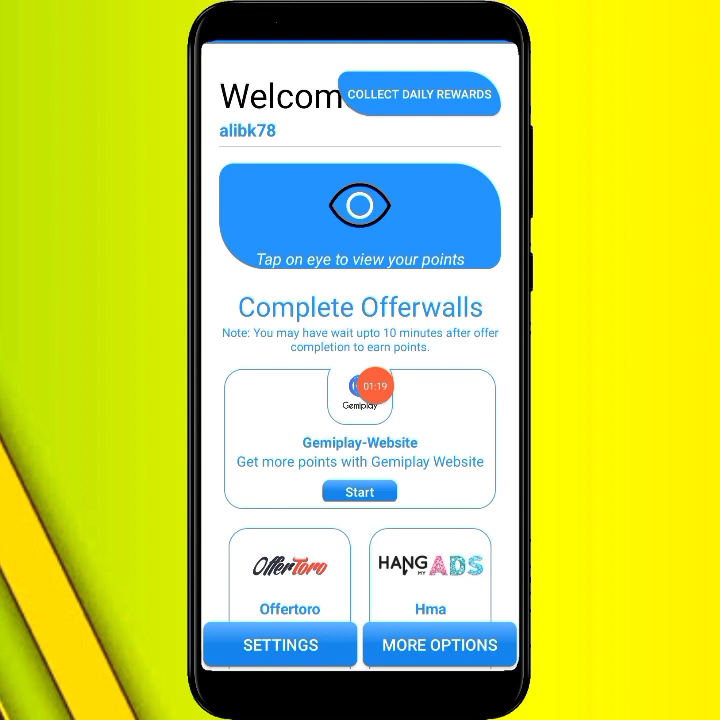 Welcom
COLLECT DAILY REWARDS
alibk78
Tap on eye to view your points
Complete Offerwalls
Note: You may have wait upto 10 minutes after offer
completion to earn points.
01:19
Gemiplay
Gemiplay-Website
Get more points with Gemiplay Website
Start
OfferToro
HANG ADS
MY
Offertoro
Hma
SETTINGS
MORE OPTIONS